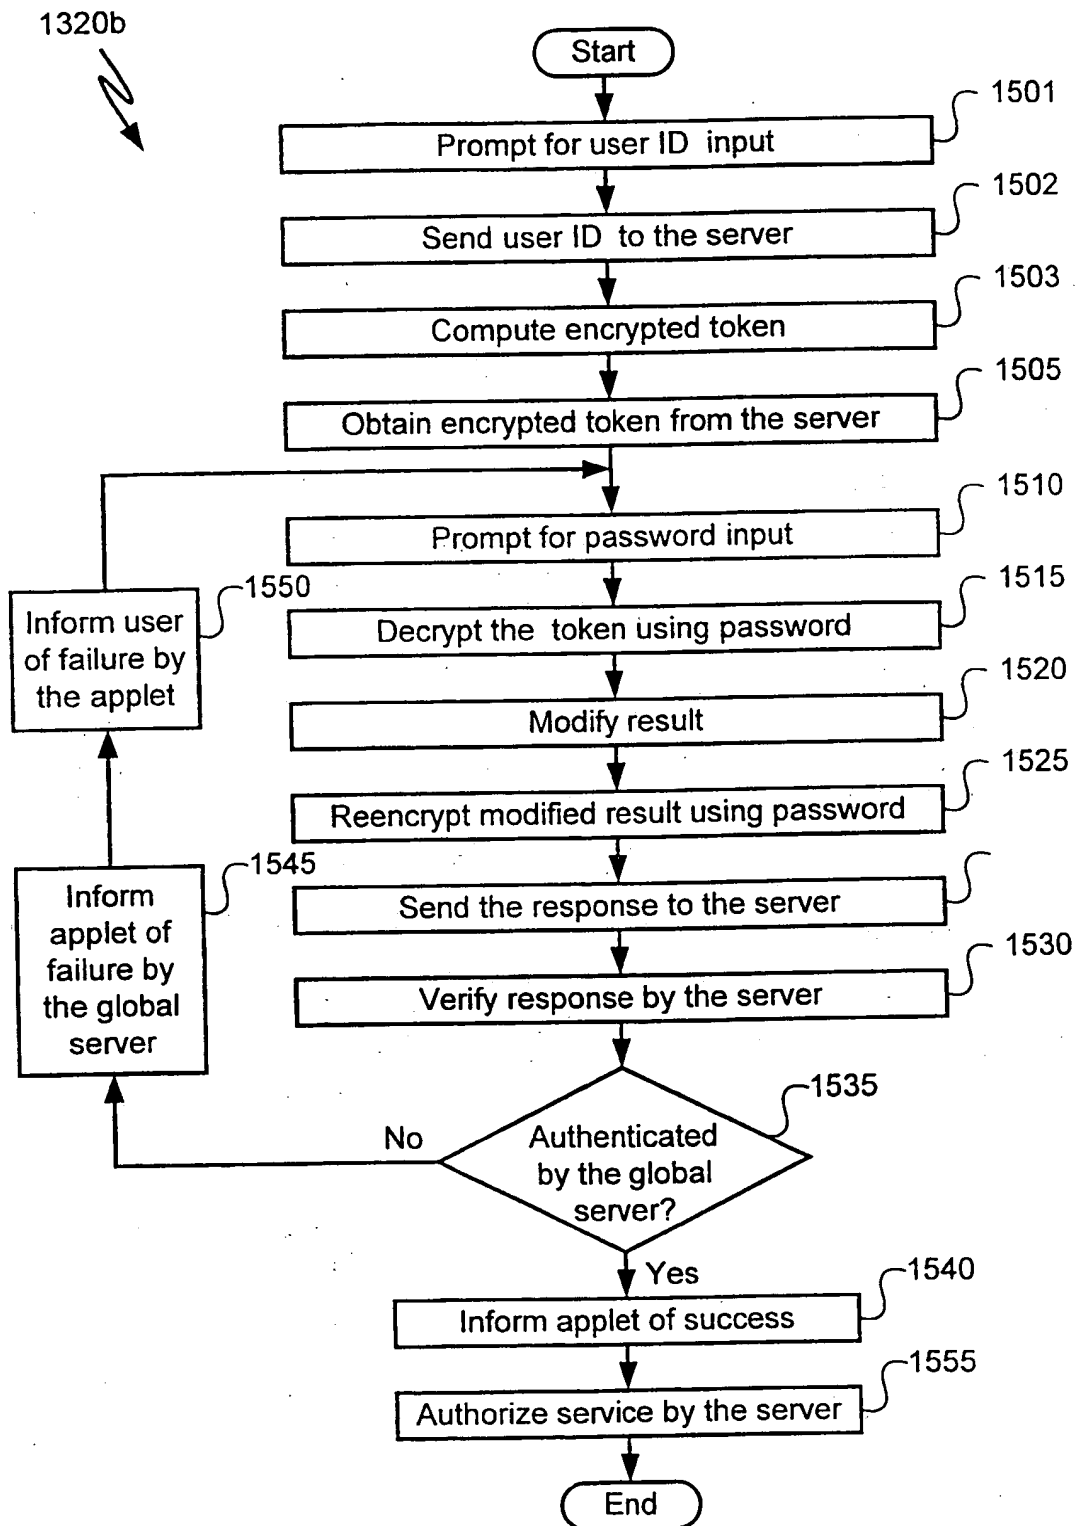 1320b
Start
1501
Prompt for user ID input
1502
Send user ID to the server
1503
Compute encrypted token
1505
Obtain encrypted token from the server
1510
Prompt for password input
1515
Decrypt the token using password
1520
Modify result
1525
Reencrypt modified result using password
Send the response to the server
1530
Verify response by the server
1535
Authenticated
by the global
server?
No
1545
Inform
applet of
failure by
the global
server
1550
Inform user
of failure by
the applet
Yes
1540
Inform applet of success
1555
Authorize service by the server
End